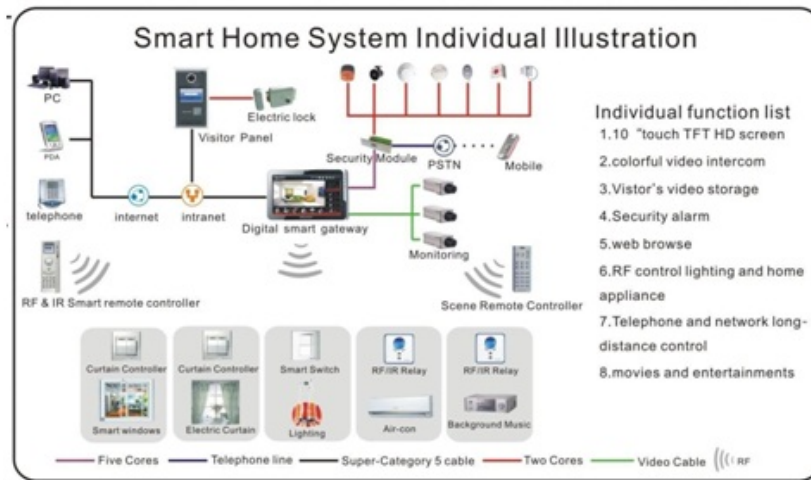 Smart Home System Individual Illustration
PC
Electric lock
Visitor Panel
PDA
Security Module
PSTN
Mobile
telephone
internet
intranet
Digital smart gateway
Monitoring
RF & IR Smart remote controller
Scene Remote Controller
Individual function list
1.10 "touch TFT HD screen
2.colorful video intercom
3.Vistor's video storage
4.Security alarm
5.web browse
6.RF control lighting and home
appliance
7.Telephone and network long-
distance control
8.movies and entertainments
Curtain Controller
Curtain Controller
Smart Switch
RF/IR Relay
RF/IR Relay
Smart windows
Electric Curtain
Lighting
Air-con
Background Music
Five Cores
Telephone line
Super-Category 5 cable
Two Cores
Video Cable
RF